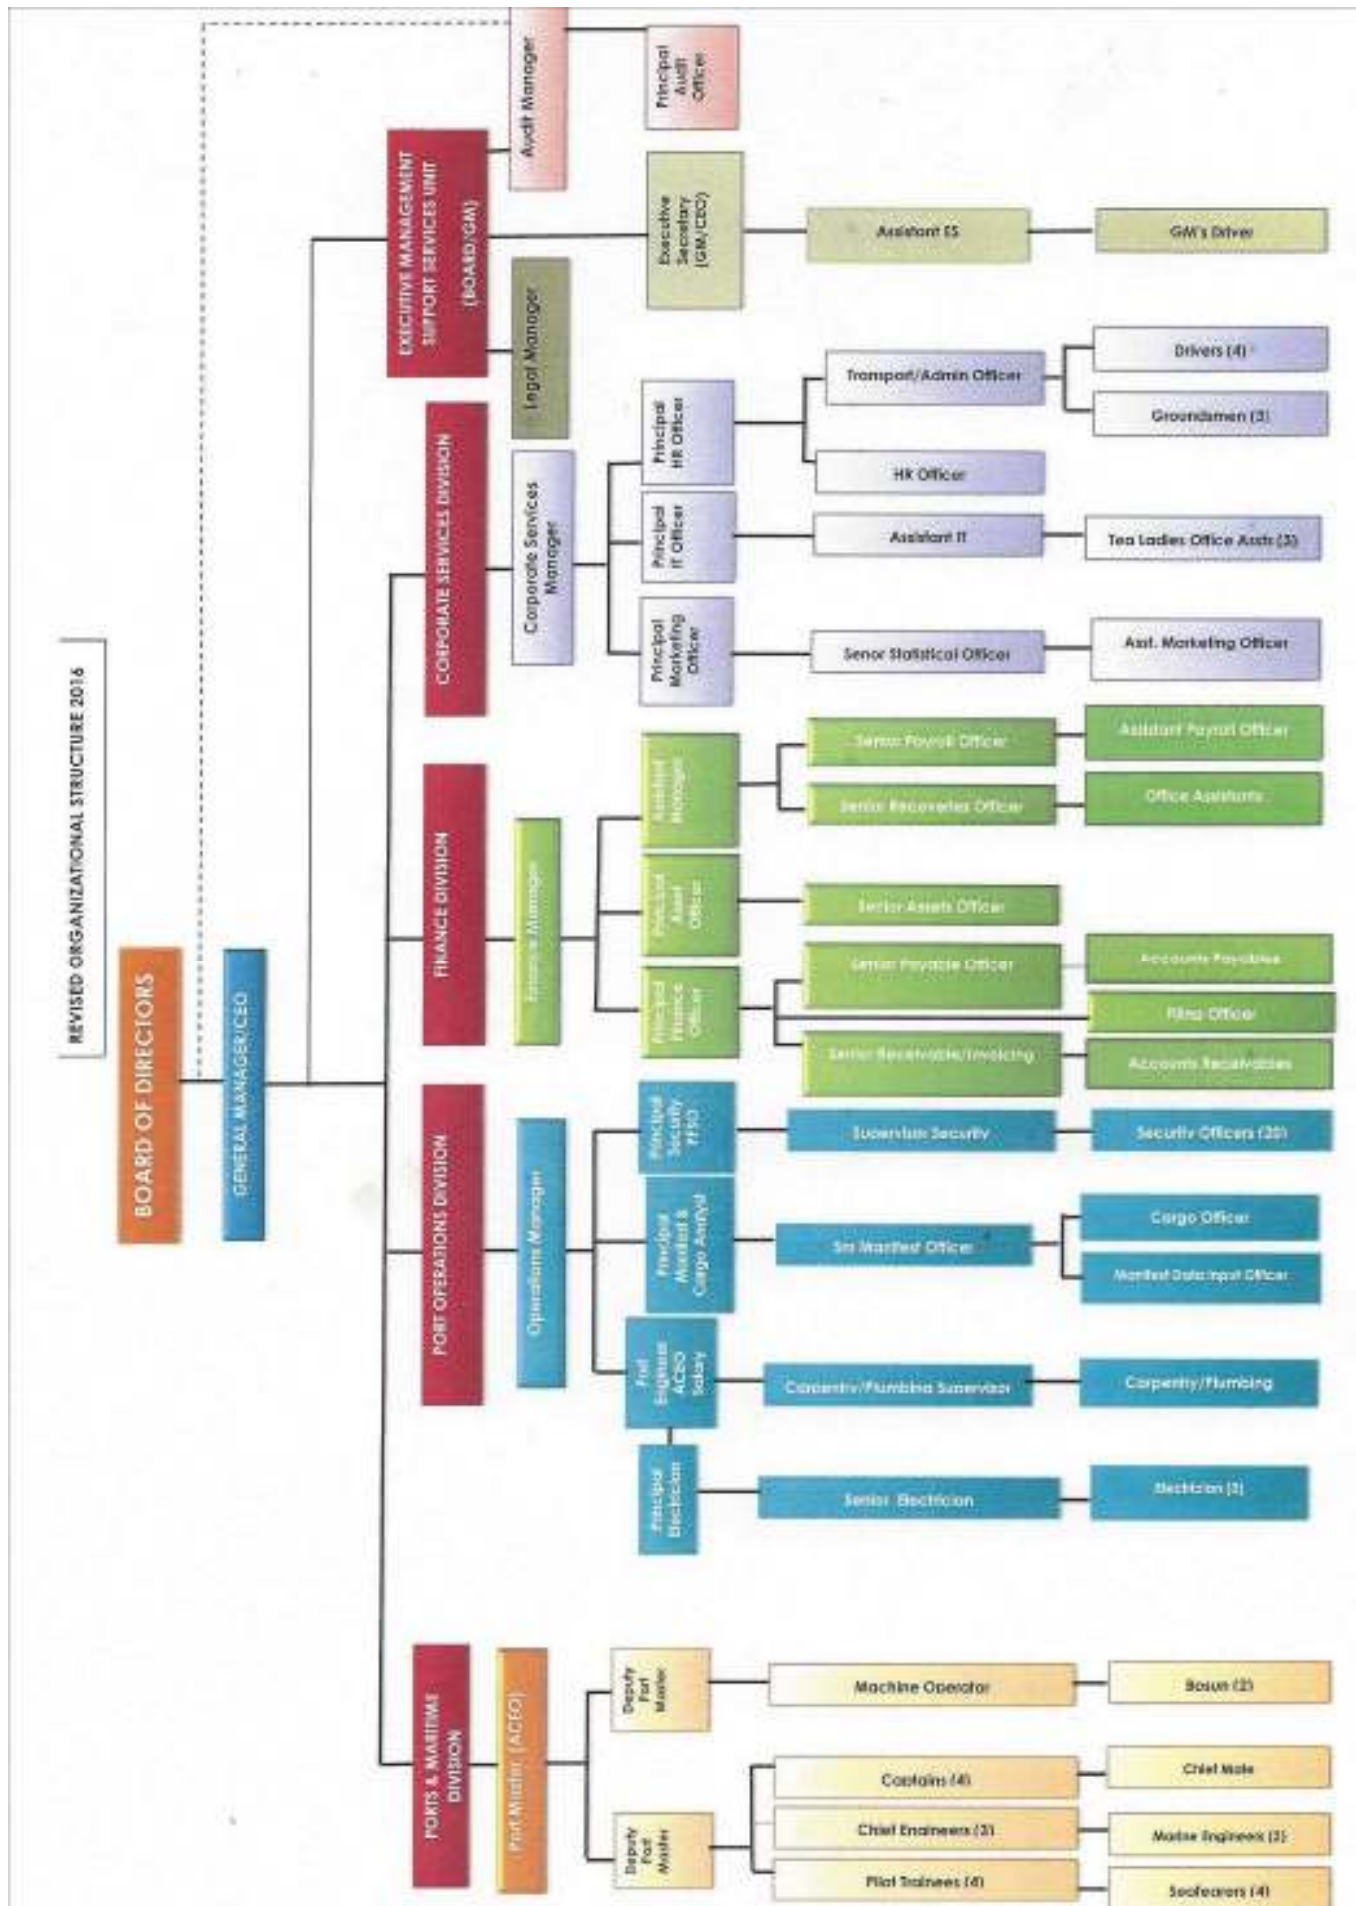 REVISED ORGANIZATIONAL STRUCTURE 2016
BOARD OF DIRECTORS
GENERAL MANAGER/CEO
PORTS & MARITIME
DIVISION
PORT OPERATIONS DIVISION
FINANCE DIVISION
CORPORATE SERVICES DIVISION
EXECUTIVE MANAGEMENT
SUPPORT SERVICES UNIT
(BOARD/GM)
Port Master (ACEO)
Operations Manager
Finance Manager
Corporate Services
Manager
Legal Manager
Audit Manager
Deputy
Port
Master
Deputy
Port
Master
Principal
Electrician
Port
Engineer
ACEO
Salary
Principal
Manifest &
Cargo Analyst
Principal
Security
PFSO
Principal
Finance
Officer
Asset
Officer
Assistant
Manager
Principal
Marketing
Officer
Principal
IT Officer
Principal
HR Officer
Executive
Secretary
(GM/CEO)
Principal
Audit
Officer
Pilot Trainees (4)
Chief Engineers (3)
Captains (4)
Machine Operator
Senior Electrician
Carpentry/Plumbing Supervisor
Snr Manifest Officer
Supervisor Security
Senior Receivable/Invoicing
Senior Payable Officer
Senior Assets Officer
Senior Recoveries Officer
Senior Payroll Officer
Senor Statistical Officer
Assistant IT
HR Officer
Transport/Admin Officer
Assistant ES
Seafearers (4)
Marine Engineers (3)
Chief Mate
Bosun (2)
Electrician (3)
Carpentry/Plumbing
Manifest Data Input Officer
Cargo Officer
Security Officers (20)
Accounts Receivables
Filing Officer
Accounts Payables
Office Assistants
Assistant Payroll Officer
Asst. Marketing Officer
Tea Ladies Office Assts (3)
Groundsmen (3)
Drivers (4)
GM's Driver